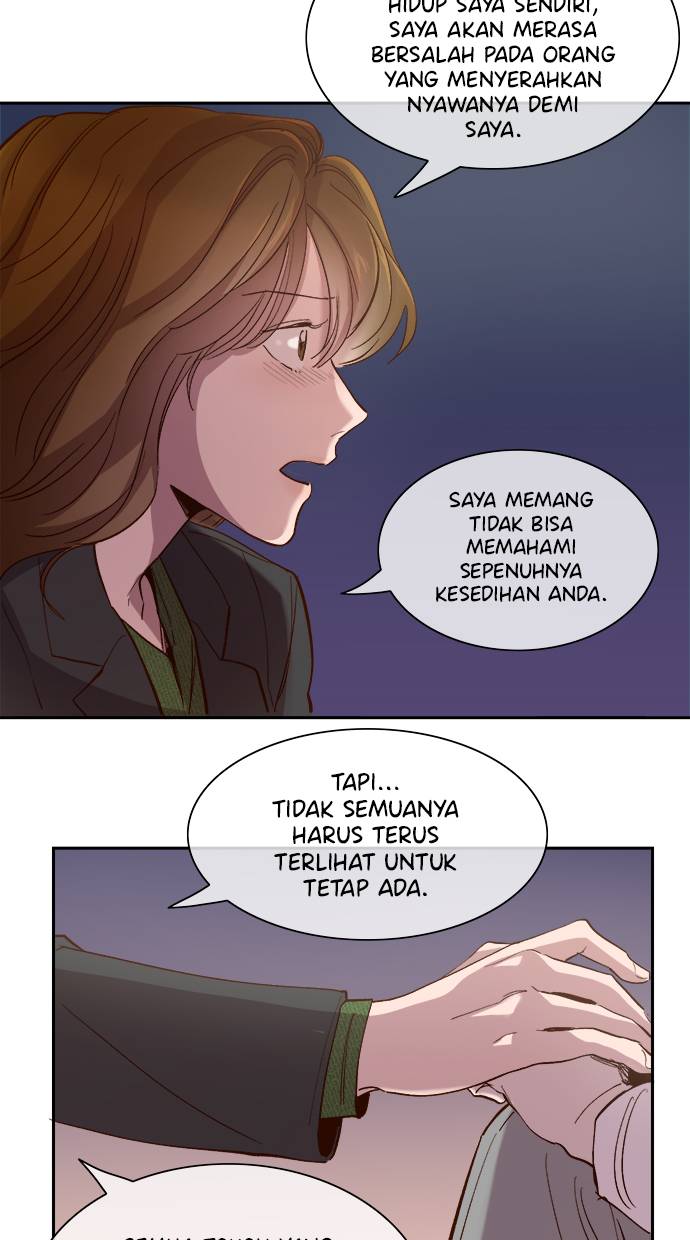 HIDUP SAYA SENDIRI,
SAYA AKAN MERASA
BERSALAH PADA ORANG
YANG MENYERAHKAN
NYAWANYA DEMI
SAYA.
SAYA MEMANG
TIDAK BISA
MEMAHAMI
SEPENUHNYA
KESEDIHAN ANDA.
TAPI...
TIDAK SEMUANYA
HARUS TERUS
TERLIHAT UNTUK
TETAP ADA.